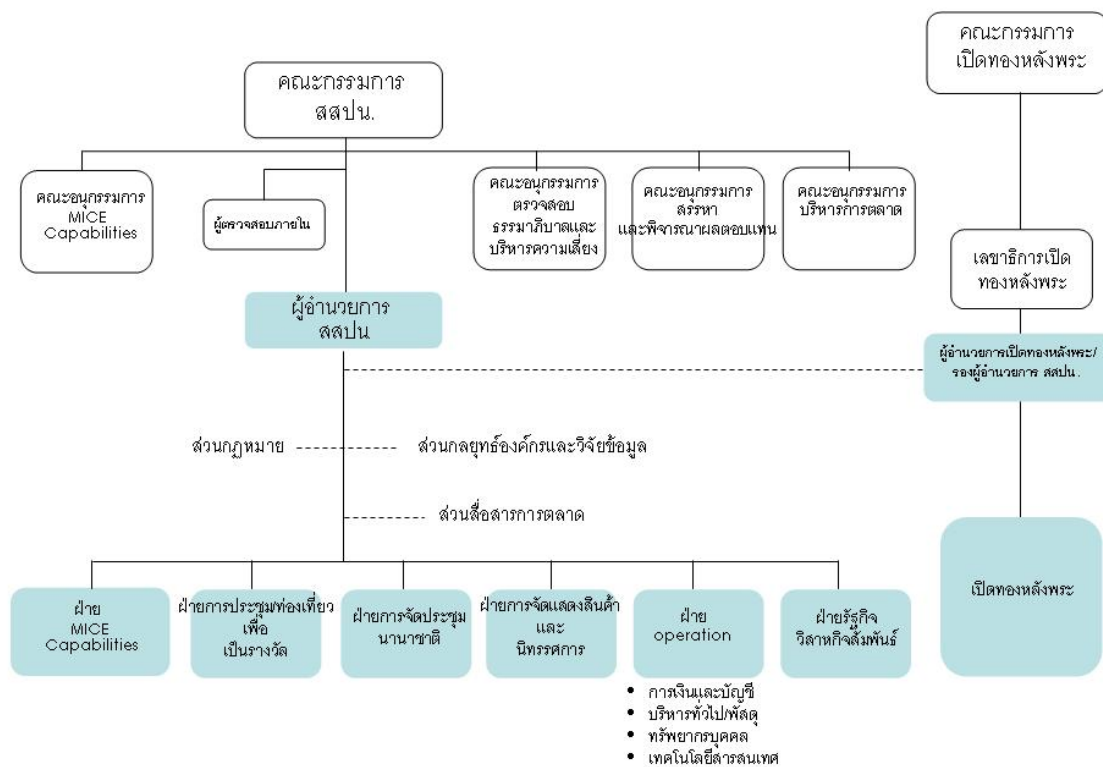 คณะกรรมการ
สสปน.
คณะกรรมการ
เปิดทองหลังพระ
คณะอนุกรรมการ
MICE
Capabilities
ผู้ตรวจสอบภายใน
คณะอนุกรรมการ
ตรวจสอบ
ธรรมาภิบาลและ
บริหารความเสี่ยง
คณะอนุกรรมการ
สรรหา
และพิจารณาผลตอบแทน
คณะอนุกรรมการ
บริหารการตลาด
เลขาธิการเปิด
ทองหลังพระ
ผู้อำนวยการ
สสปน
ผู้อำนวยการเปิดทองหลังพระ/
รองผู้อำนวยการ สสปน.
ส่วนกฎหมาย
ส่วนกลยุทธ์องค์กรและวิจัยข้อมูล
ส่วนสื่อสารการตลาด
ฝ่าย
MICE
Capabilities
ฝ่ายการประชุม/ท่องเที่ยว
เพื่อ
เป็นรางวัล
ฝ่ายการจัดประชุม
นานาชาติ
ฝ่ายการจัดแสดงสินค้า
และ
นิทรรศการ
ฝ่าย
operation
ฝ่ายรัฐกิจ
วิสาหกิจสัมพันธ์
เปิดทองหลังพระ
• การเงินและบัญชี
• บริหารทั่วไป/พัสดุ
• ทรัพยากรบุคคล
• เทคโนโลยีสารสนเทศ